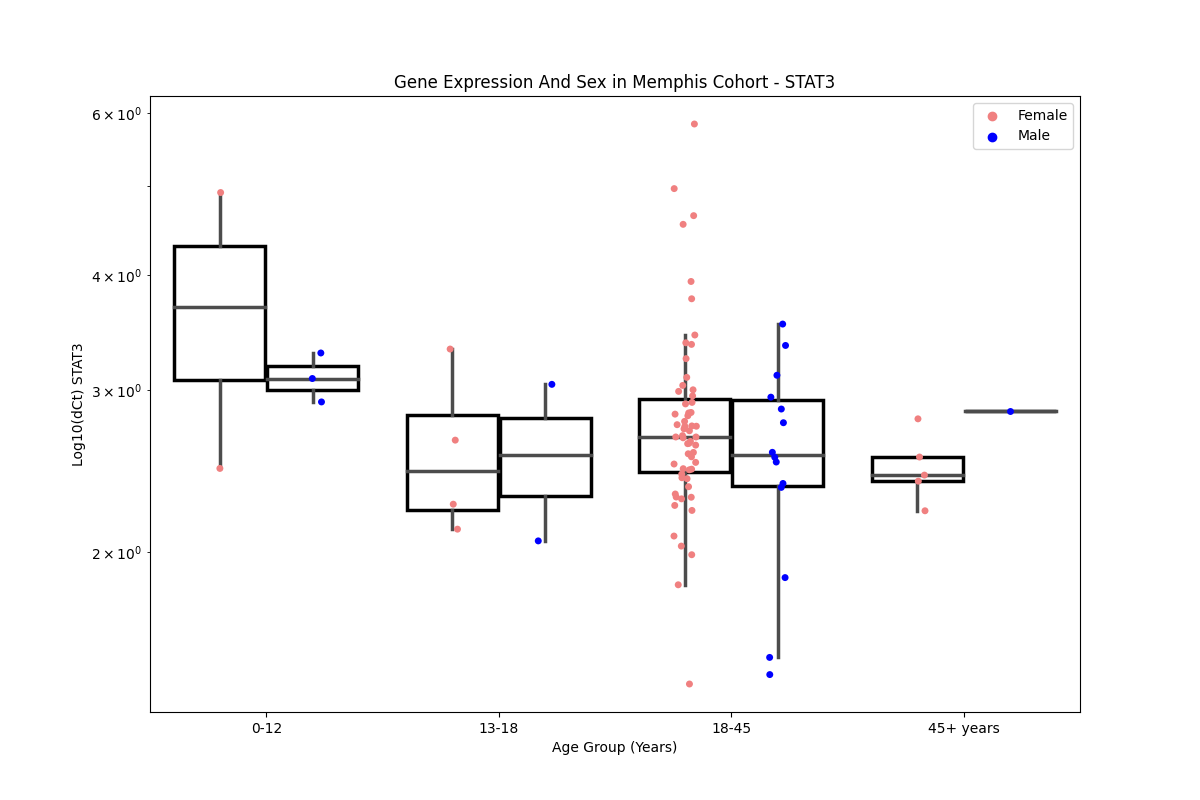 Gene Expression And Sex in Memphis Cohort - STAT3
Female
Male
6 × 10⁰
4 × 10⁰
3 × 10⁰
2 × 10⁰
Log10(dCt) STAT3
0-12
13-18
18-45
45+ years
Age Group (Years)